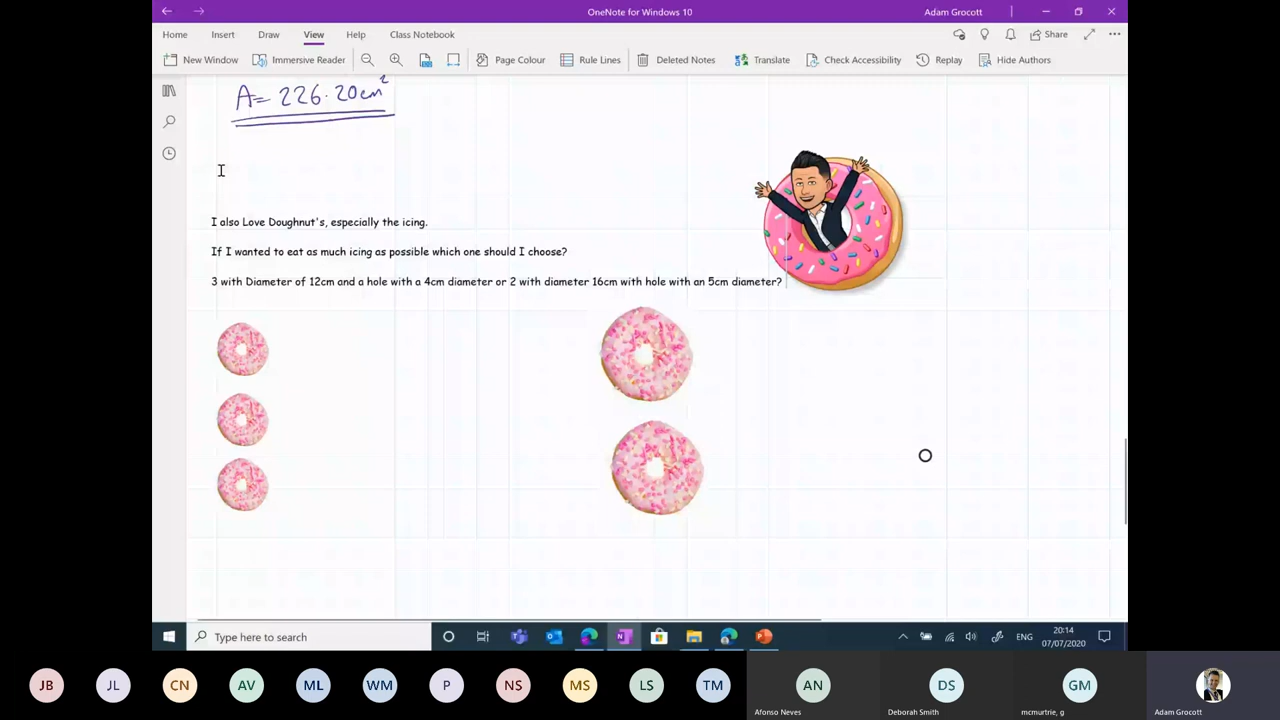 OneNote for Windows 10
Adam Grocott
Home Insert Draw View Help Class Notebook
Share
New Window Immersive Reader Page Colour Rule Lines Deleted Notes Translate Check Accessibility Replay Hide Authors
A= 226.20cm²
I also Love Doughnut's, especially the icing.
If I wanted to eat as much icing as possible which one should I choose?
3 with Diameter of 12cm and a hole with a 4cm diameter or 2 with diameter 16cm with hole with an 5cm diameter?
Type here to search
ENG
20:14
07/07/2020
JB JL CN AV ML WM P NS MS LS TM AN DS GM
Afonso Neves Deborah Smith mcmurtrie, g Adam Grocott